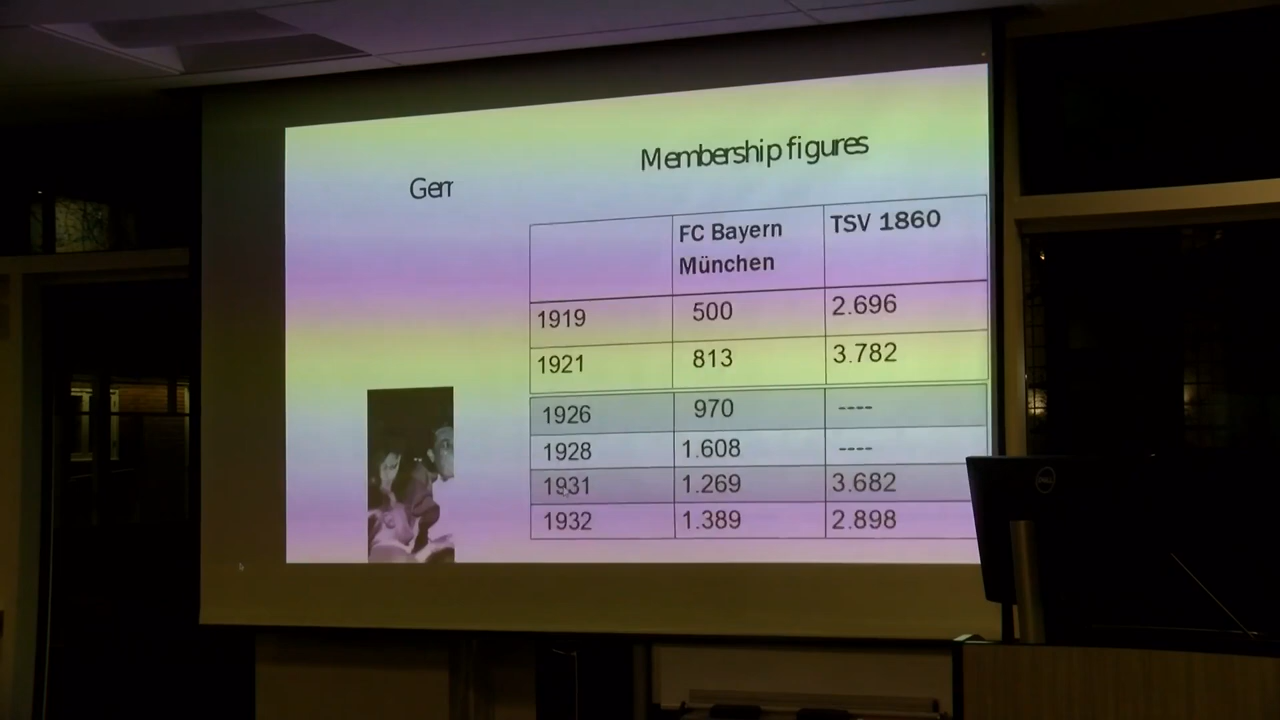 Membership figures
Gerr
FC Bayern München TSV 1860
1919 500 2.696
1921 813 3.782
1926 970 ----
1928 1.608 ----
1931 1.269 3.682
1932 1.389 2.898
DELL